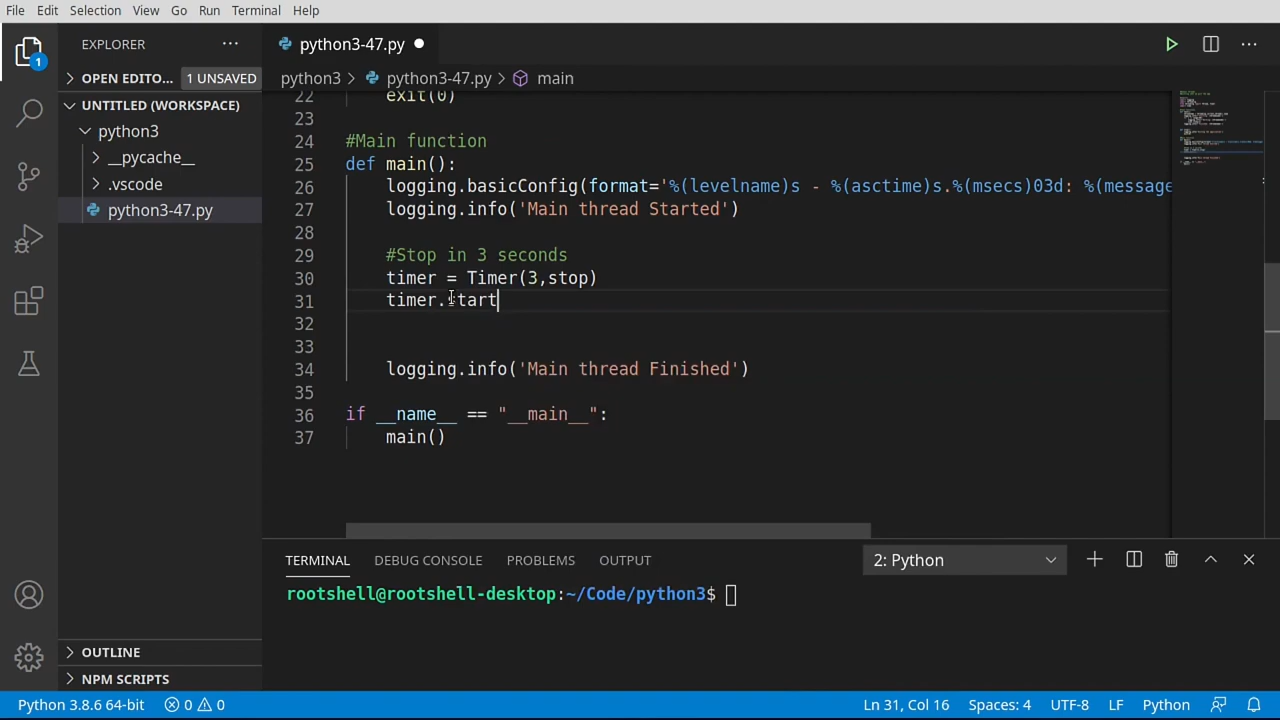 File Edit Selection View Go Run Terminal Help
EXPLORER ···
python3-47.py
1
OPEN EDITO... 1 UNSAVED
python3 > python3-47.py > main
UNTITLED (WORKSPACE)
python3
__pycache__
.vscode
python3-47.py
22 exit(0)
23
24 #Main function
25 def main():
26 logging.basicConfig(format='%(levelname)s - %(asctime)s.%(msecs)03d: %(message
27 logging.info('Main thread Started')
28
29 #Stop in 3 seconds
30 timer = Timer(3,stop)
31 timer.start
32
33
34 logging.info('Main thread Finished')
35
36 if __name__ == "__main__":
37 main()
TERMINAL DEBUG CONSOLE PROBLEMS OUTPUT 2: Python
rootshell@rootshell-desktop:~/Code/python3$
OUTLINE
NPM SCRIPTS
Python 3.8.6 64-bit 0 0 Ln 31, Col 16 Spaces: 4 UTF-8 LF Python